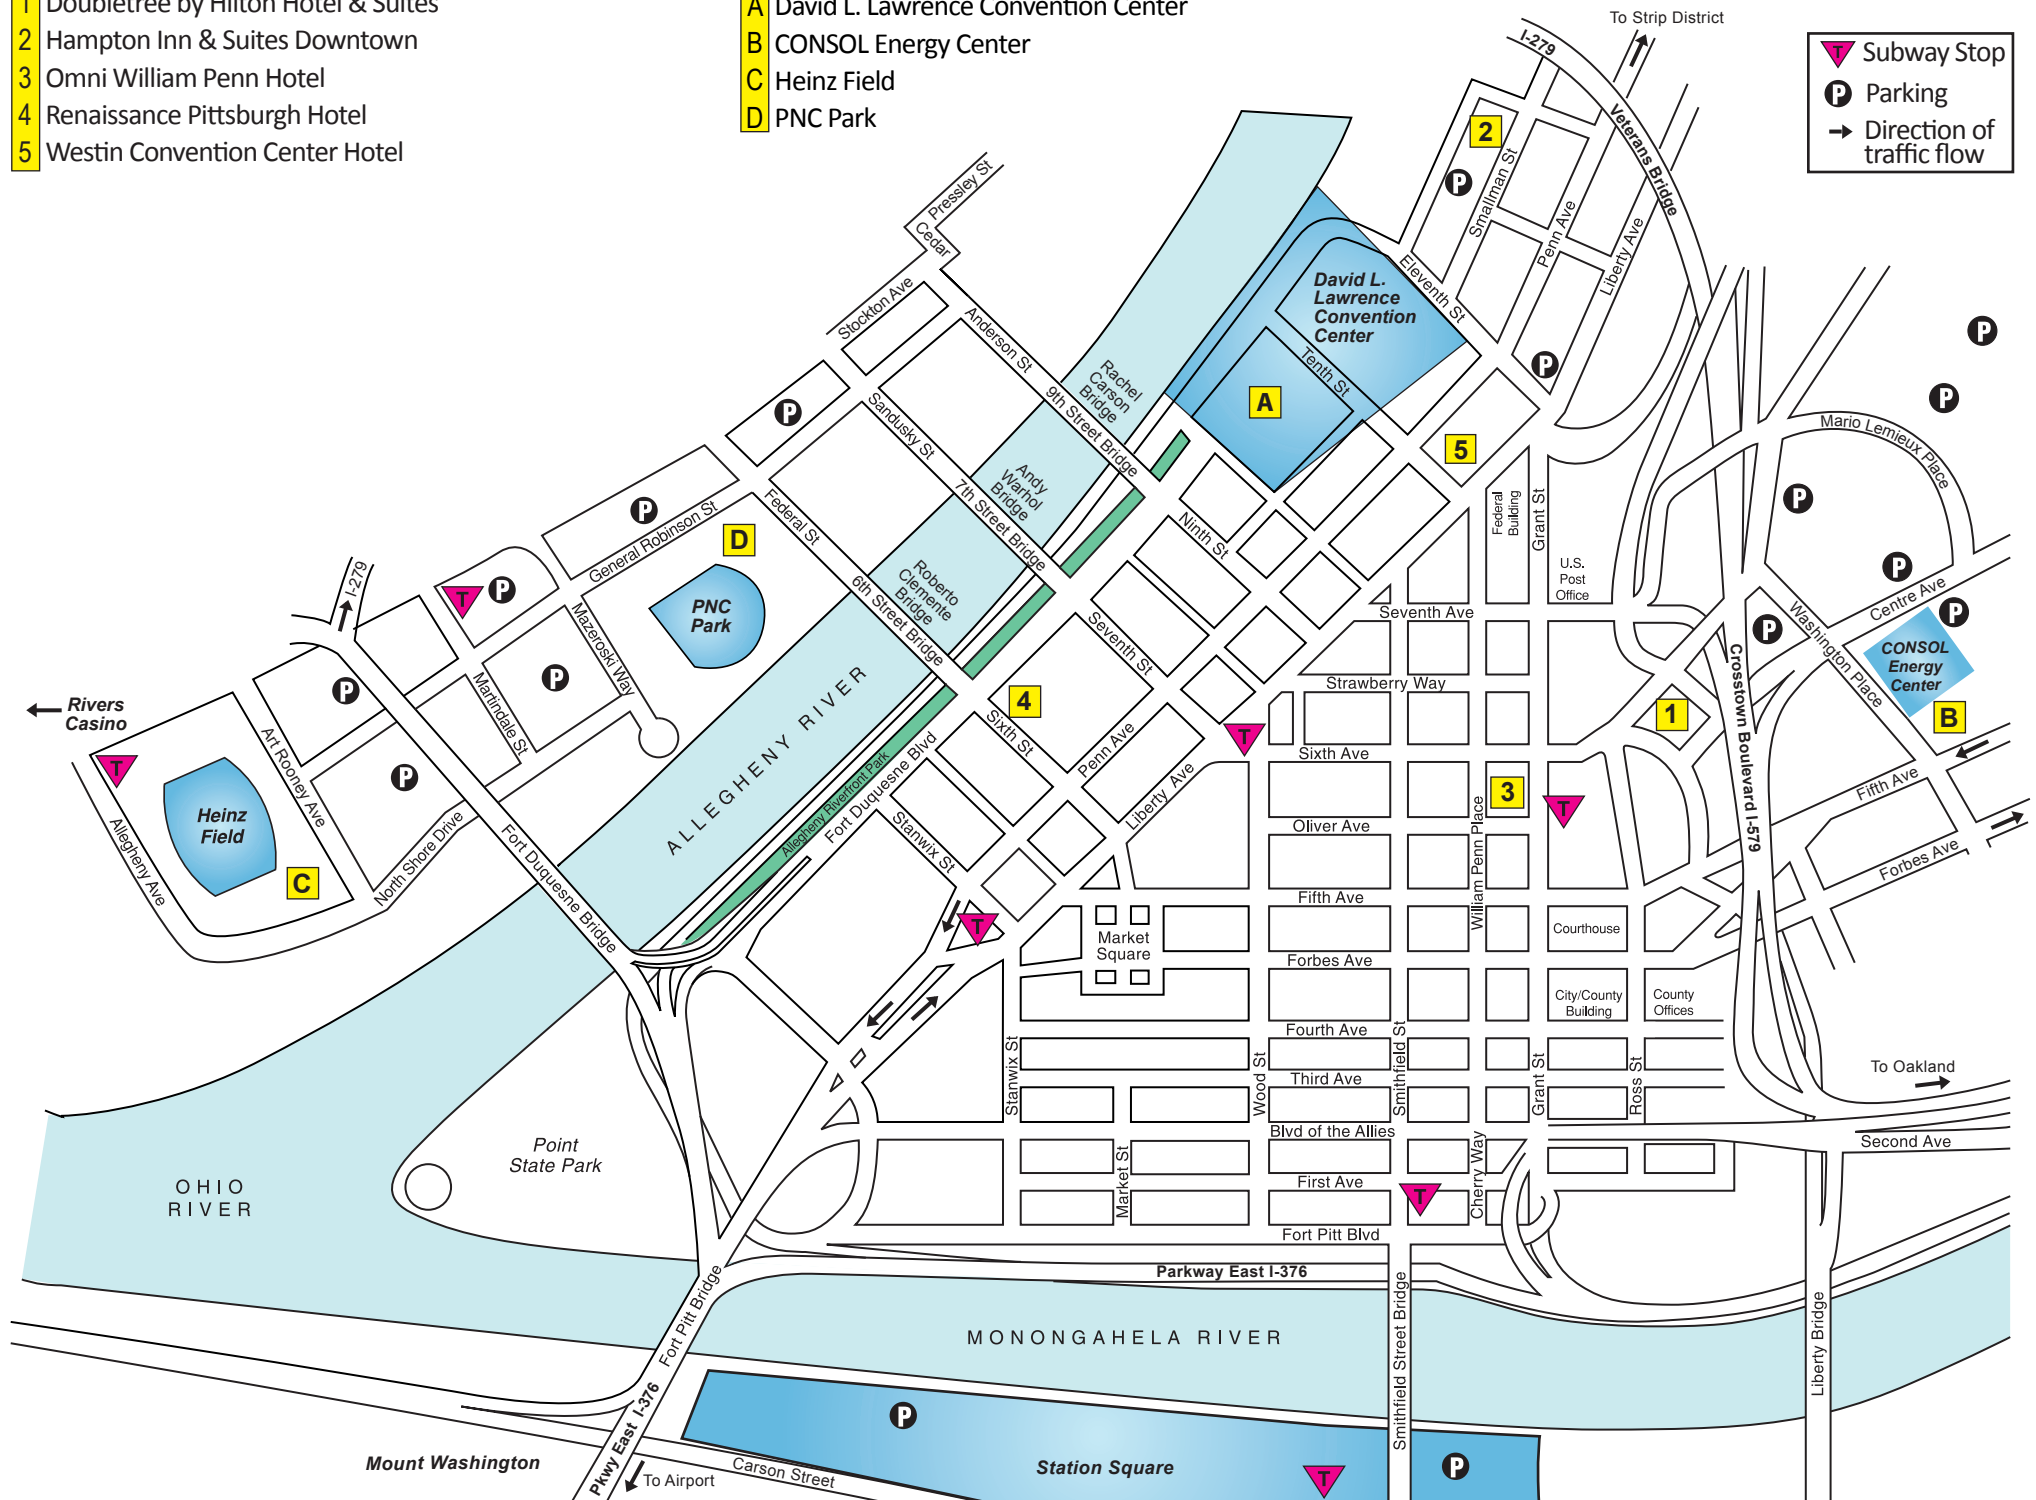 1 Doubletree by Hilton Hotel & Suites
2 Hampton Inn & Suites Downtown
3 Omni William Penn Hotel
4 Renaissance Pittsburgh Hotel
5 Westin Convention Center Hotel
A David L. Lawrence Convention Center
B CONSOL Energy Center
C Heinz Field
D PNC Park
T Subway Stop
P Parking
Direction of
traffic flow
To Strip District
I-279
Veterans Bridge
2
P
Smallman St
Penn Ave
Liberty Ave
Eleventh St
P
Pressley St
Cedar
Stockton Ave
Anderson St
9th Street Bridge
Rachel
Carson
Bridge
David L.
Lawrence
Convention
Center
Tenth St
A
5
P
P
P
Mario Lemieux Place
P
Sandusky St
7th Street Bridge
Andy
Warhol
Bridge
P
General Robinson St
D
Federal St
6th Street Bridge
Roberto
Clemente
Bridge
PNC
Park
Ninth St
Federal
Building
Grant St
U.S.
Post
Office
P
Centre Ave
P
P
Washington Place
CONSOL
Energy
Center
B
I-279
T
P
Mazeroski Way
Seventh St
Seventh Ave
Strawberry Way
Crosstown Boulevard I-579
1
P
P
Martindale St
Rivers
Casino
T
Art Rooney Ave
P
4
Sixth St
Penn Ave
T
Sixth Ave
Liberty Ave
ALLEGHENY RIVER
Allegheny Riverfront Park
Fort Duquesne Blvd
Heinz
Field
C
Allegheny Ave
North Shore Drive
Fort Duquesne Bridge
Stanwix St
T
William Penn Place
3
T
Oliver Ave
Fifth Ave
Fifth Ave
Forbes Ave
Market
Square
Courthouse
Forbes Ave
City/County
Building
County
Offices
Fourth Ave
Stanwix St
Wood St
Smithfield St
Grant St
Ross St
Third Ave
To Oakland
Blvd of the Allies
Second Ave
Market St
Cherry Way
First Ave
T
Fort Pitt Blvd
Point
State Park
OHIO
RIVER
Parkway East I-376
Fort Pitt Bridge
MONONGAHELA RIVER
Smithfield Street Bridge
Liberty Bridge
P
Pkwy East I-376
Mount Washington
To Airport
Carson Street
Station Square
T
P